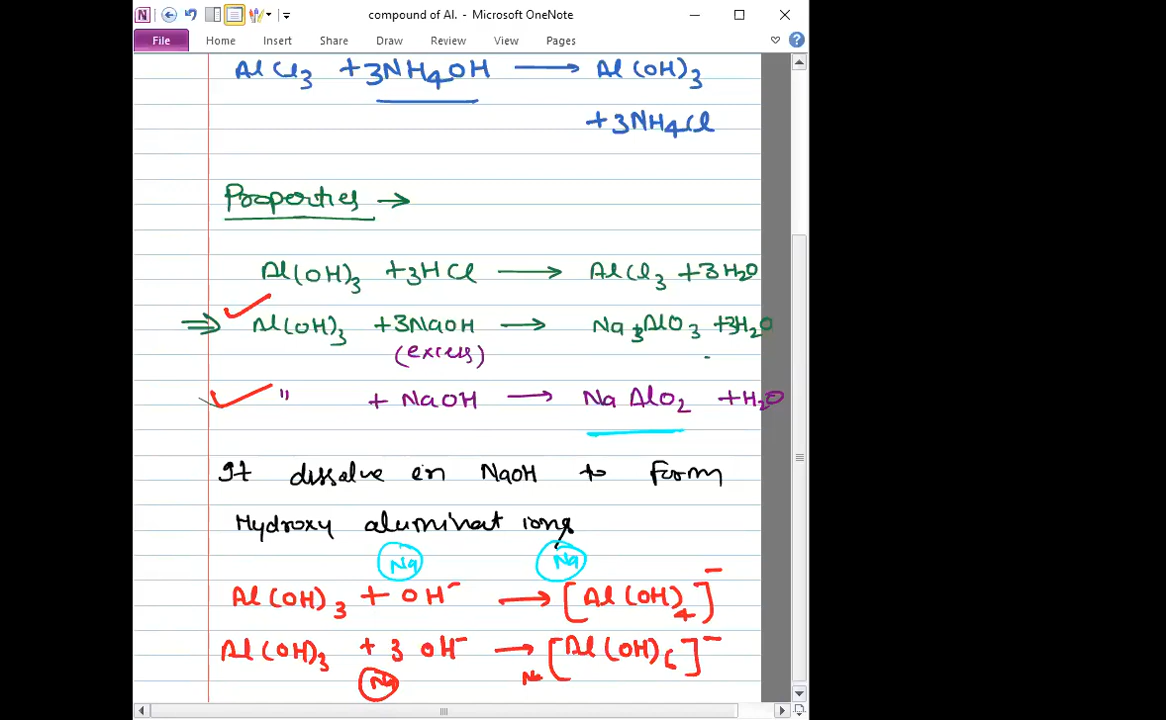 compound of Al. - Microsoft OneNote
File Home Insert Share Draw Review View Pages
AlCl3 +3NH4OH → Al(OH)3
+3NH4Cl
Properties →
Al(OH)3 +3HCl → AlCl3 +3H2O
⇒ Al(OH)3 +3NaOH → Na3AlO3 +3H2O
(excess)
" + NaOH → NaAlO2 +H2O
It dissolve in NaOH to form
Hydroxy aluminat ions
Na Na
Al(OH)3 + OH⁻ → [Al(OH)4]⁻
Al(OH)3 + 3OH⁻ → [Al(OH)6]⁻
Na Na